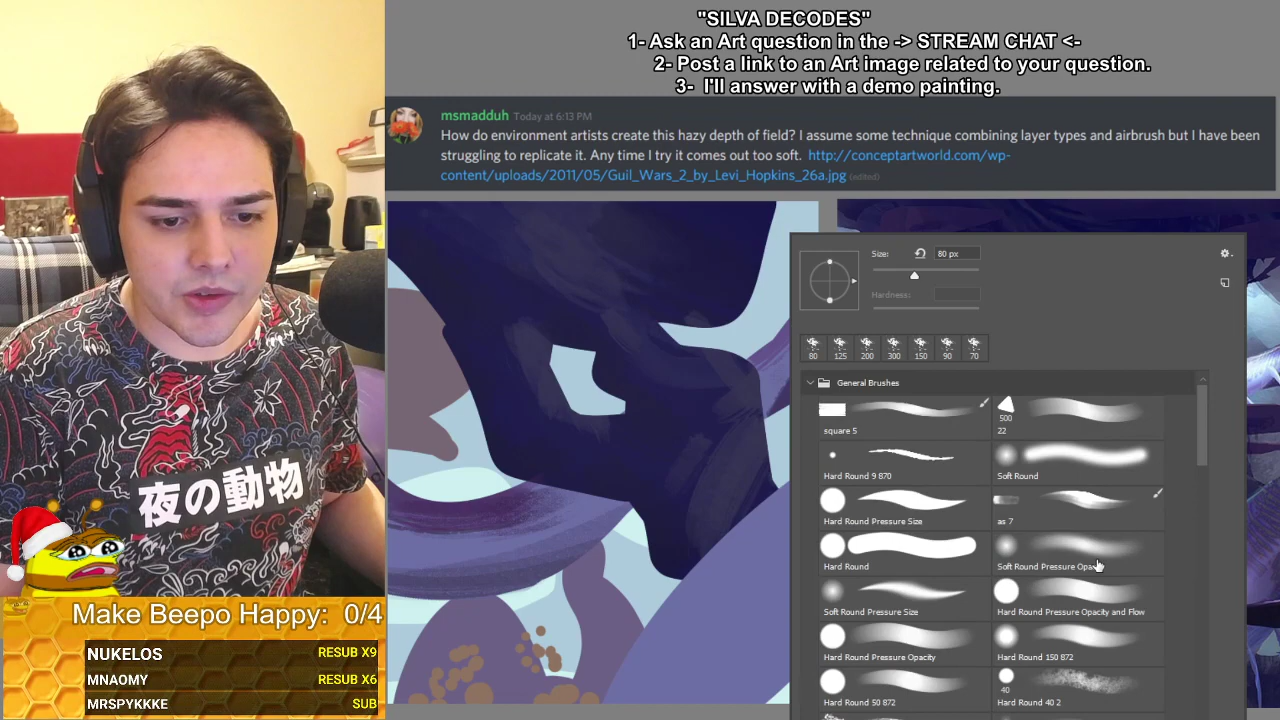 "SILVA DECODES"
1- Ask an Art question in the -> STREAM CHAT <-
2- Post a link to an Art image related to your question.
3- I'll answer with a demo painting.
msmadduh Today at 6:13 PM
How do environment artists create this hazy depth of field? I assume some technique combining layer types and airbrush but I have been
struggling to replicate it. Any time I try it comes out too soft. http://conceptartworld.com/wp-
content/uploads/2011/05/Guil_Wars_2_by_Levi_Hopkins_26a.jpg (edited)
Size: 80 px
Hardness:
80 125 200 300 150 90 70
General Brushes
500
square 5 22
Hard Round 9 870 Soft Round
Hard Round Pressure Size as 7
Hard Round Soft Round Pressure Opa
Soft Round Pressure Size Hard Round Pressure Opacity and Flow
Hard Round Pressure Opacity Hard Round 150 872
40
Hard Round 50 872 Hard Round 40 2
夜の動物
Make Beepo Happy: 0/4
NUKELOS RESUB X9
MNAOMY RESUB X6
MRSPYKKKE SUB